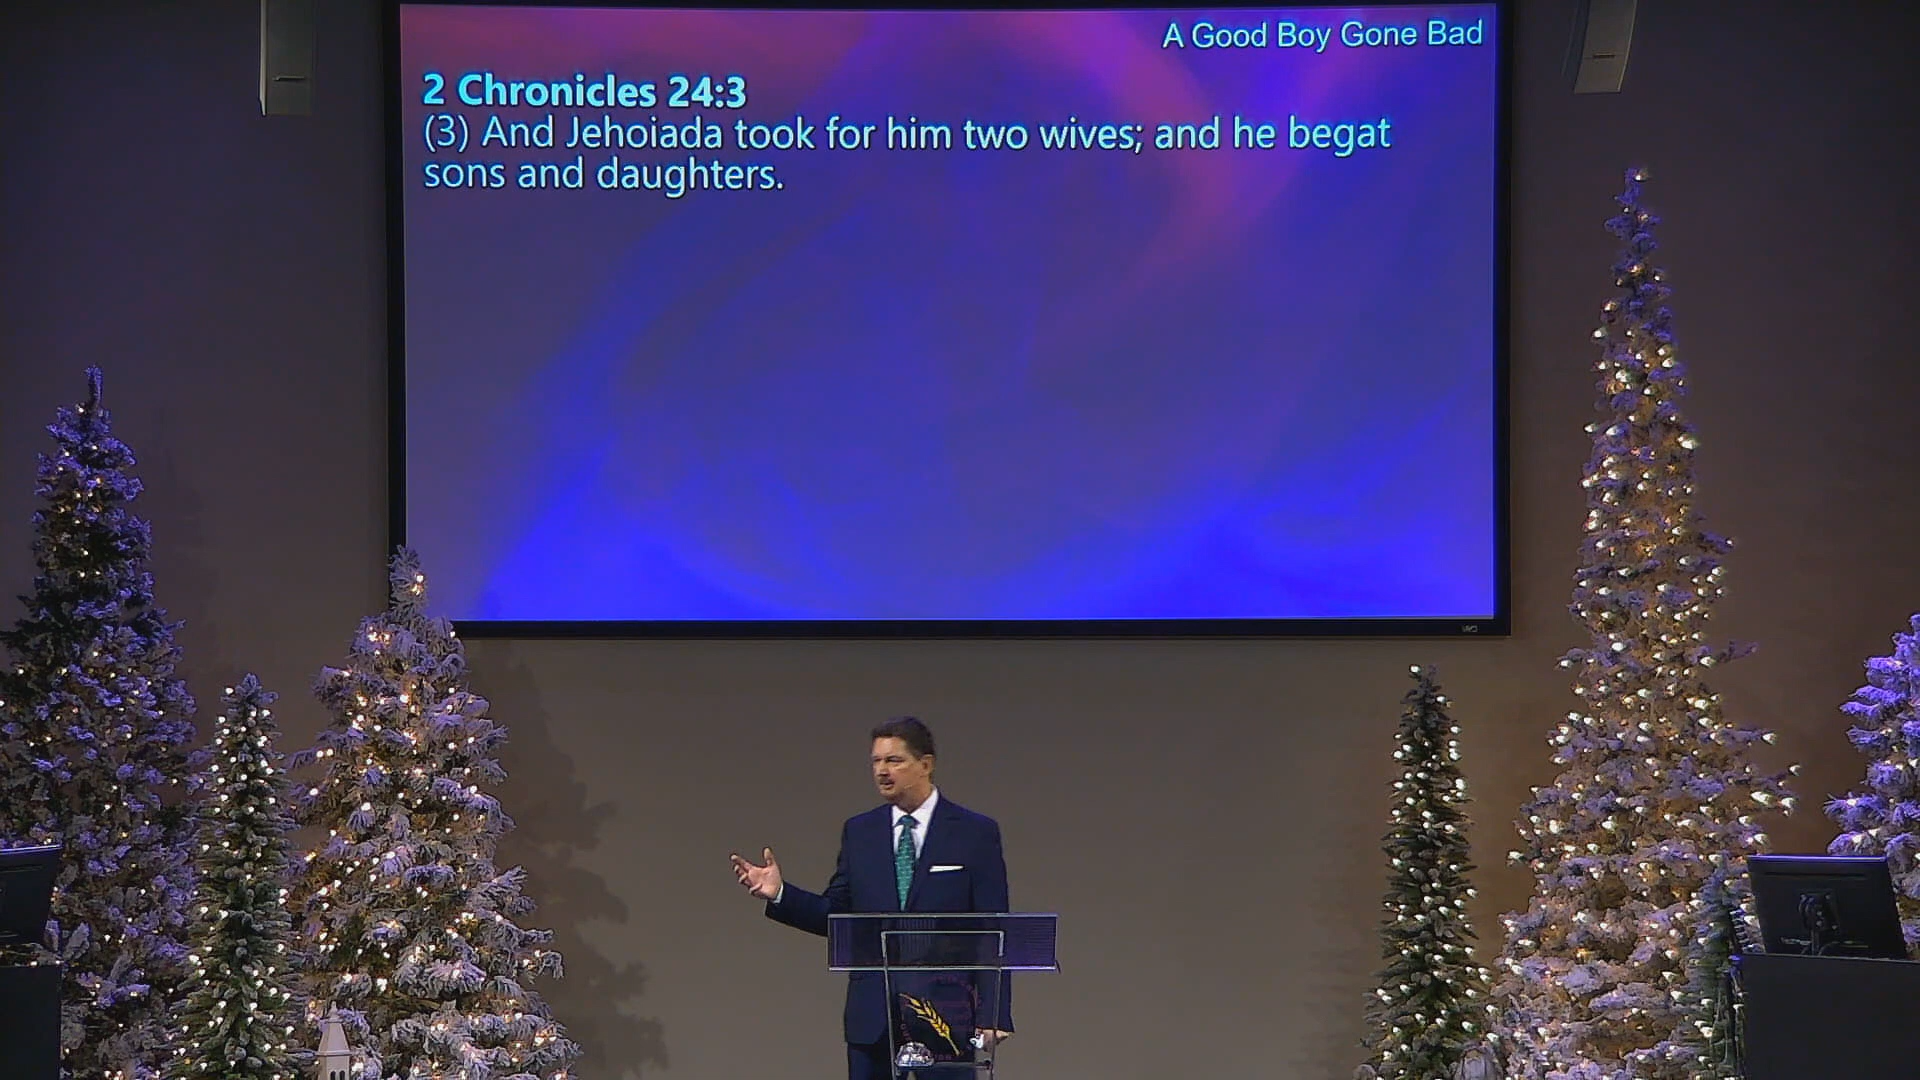 A Good Boy Gone Bad
2 Chronicles 24:3
(3) And Jehoiada took for him two wives; and he begat
sons and daughters.